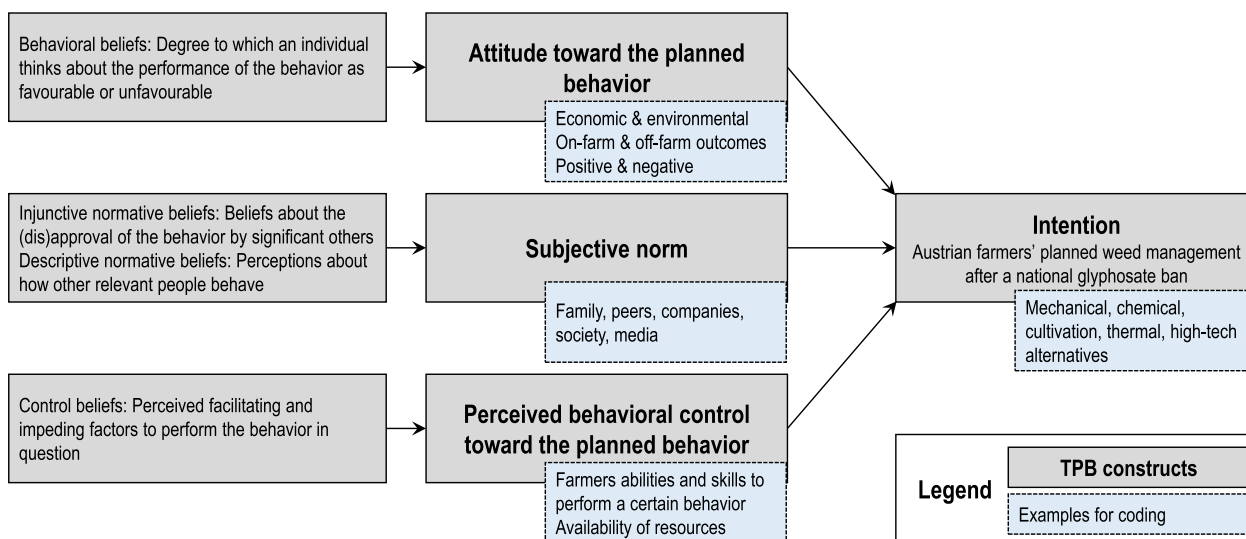 Behavioral beliefs: Degree to which an individual
thinks about the performance of the behavior as
favourable or unfavourable
Attitude toward the planned
behavior
Economic & environmental
On-farm & off-farm outcomes
Positive & negative
Injunctive normative beliefs: Beliefs about the
(dis)approval of the behavior by significant others
Descriptive normative beliefs: Perceptions about
how other relevant people behave
Subjective norm
Family, peers, companies,
society, media
Intention
Austrian farmers’ planned weed management
after a national glyphosate ban
Mechanical, chemical,
cultivation, thermal, high-tech
alternatives
Control beliefs: Perceived facilitating and
impeding factors to perform the behavior in
question
Perceived behavioral control
toward the planned behavior
Farmers abilities and skills to
perform a certain behavior
Availability of resources
Legend
TPB constructs
Examples for coding